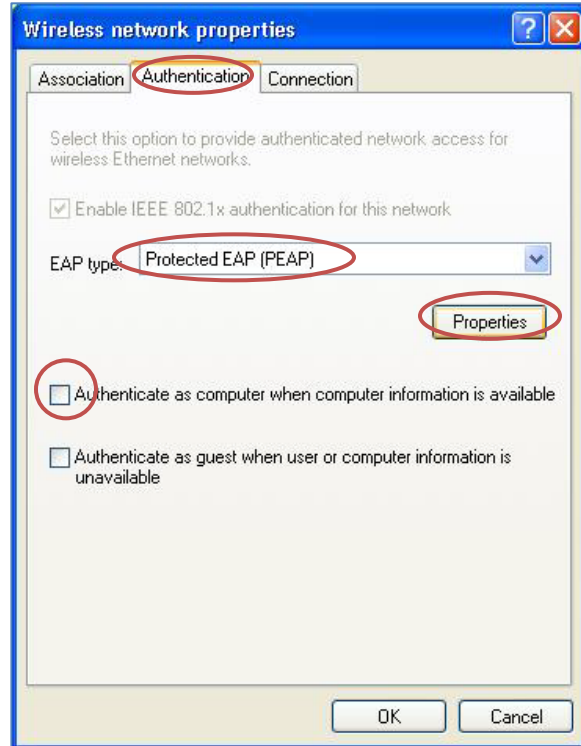 Wireless network properties
Association Authentication Connection
Select this option to provide authenticated network access for
wireless Ethernet networks.
Enable IEEE 802.1x authentication for this network
EAP type: Protected EAP (PEAP)
Properties
Authenticate as computer when computer information is available
Authenticate as guest when user or computer information is
unavailable
OK Cancel